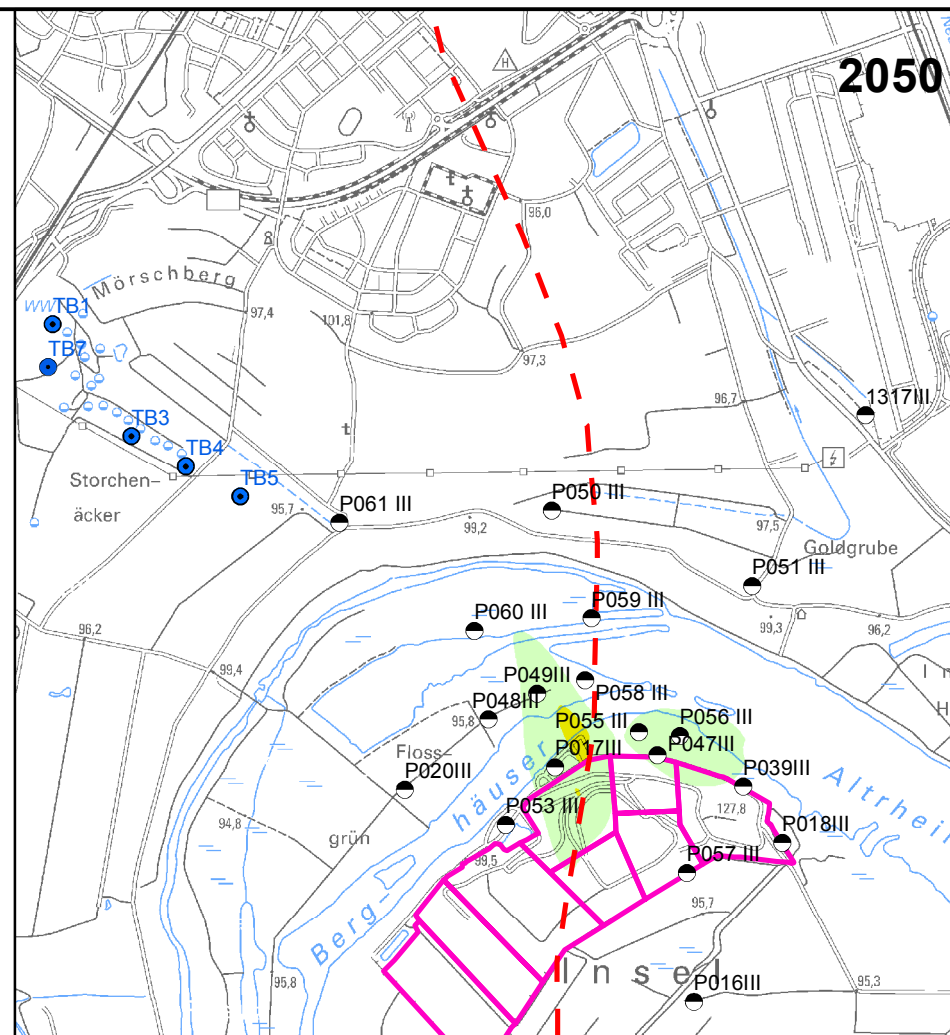 2050
H
96,0
Mörschberg
WW
TB1
97,4
101,8
TB7
97,3
96,7
1317III
TB3
TB4
Storchen-
äcker
TB5
95,7
P061 III
99,2
P050 III
97,5
Goldgrube
P051 III
P059 III
99,3
96,2
96,2
P060 III
99,4
I n
H
P049III
P058 III
P048III
95,8
P055 III
P056 III
Floss-
P017III
P047III
P020III
P039III
Altrhein
häuser
127,8
94,8
P053 III
grün
P018III
99,5
P057 III
95,7
Berg-
Insel
95,8
P016III
95,3